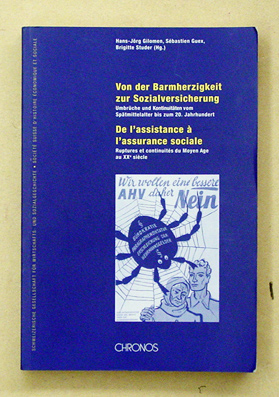 Hans-Jörg Gilomen, Sébastien Guex,
Brigitte Studer (Hg.)
Von der Barmherzigkeit
zur Sozialversicherung
Umbrüche und Kontinuitäten vom
Spätmittelalter bis zum 20. Jahrhundert
De l'assistance à
l'assurance sociale
Ruptures et continuités du Moyen Age
au XXe siècle
Wir wollen eine bessere
AHV daher Nein
CHRONOS
SCHWEIZERISCHE GESELLSCHAFT FÜR WIRTSCHAFTS- UND SOZIALGESCHICHTE • SOCIÉTÉ SUISSE D'HISTOIRE ÉCONOMIQUE ET SOCIALE